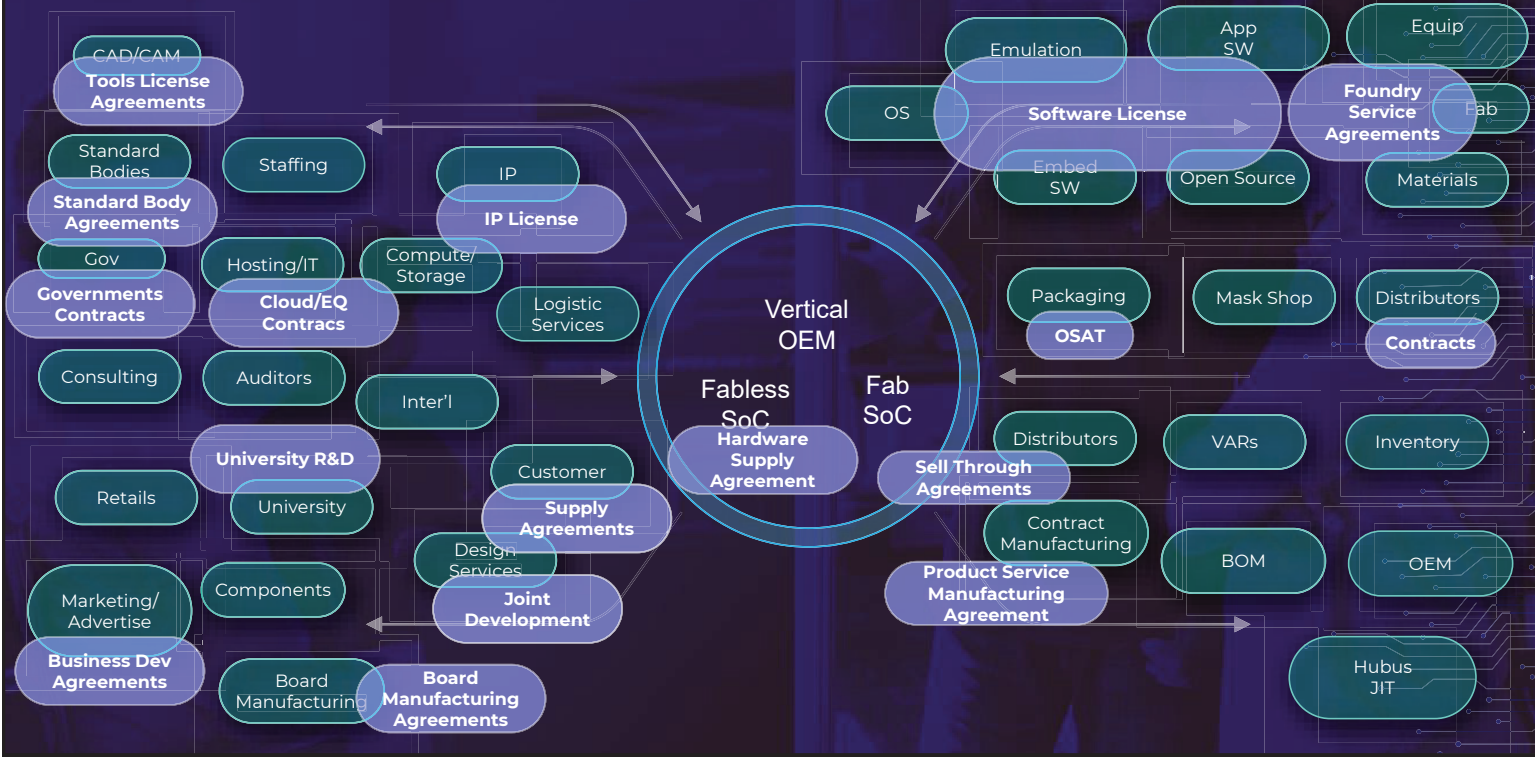 CAD/CAM
Tools License
Agreements
Standard
Bodies
Staffing
IP
Standard Body
Agreements
IP License
Gov
Hosting/IT
Compute/
Storage
Governments
Contracts
Cloud/EQ
Contracs
Logistic
Services
Consulting
Auditors
Inter'l
University R&D
Customer
Retails
University
Supply
Agreements
Design
Services
Components
Marketing/
Advertise
Joint
Development
Business Dev
Agreements
Board
Manufacturing
Board
Manufacturing
Agreements
Vertical
OEM
Fabless
SoC
Fab
SoC
Hardware
Supply
Agreement
Emulation
App
SW
Equip
OS
Software License
Foundry
Service
Agreements
Fab
Embed
SW
Open Source
Materials
Packaging
Mask Shop
Distributors
OSAT
Contracts
Distributors
VARs
Inventory
Sell Through
Agreements
Contract
Manufacturing
BOM
OEM
Product Service
Manufacturing
Agreement
Hubus
JIT